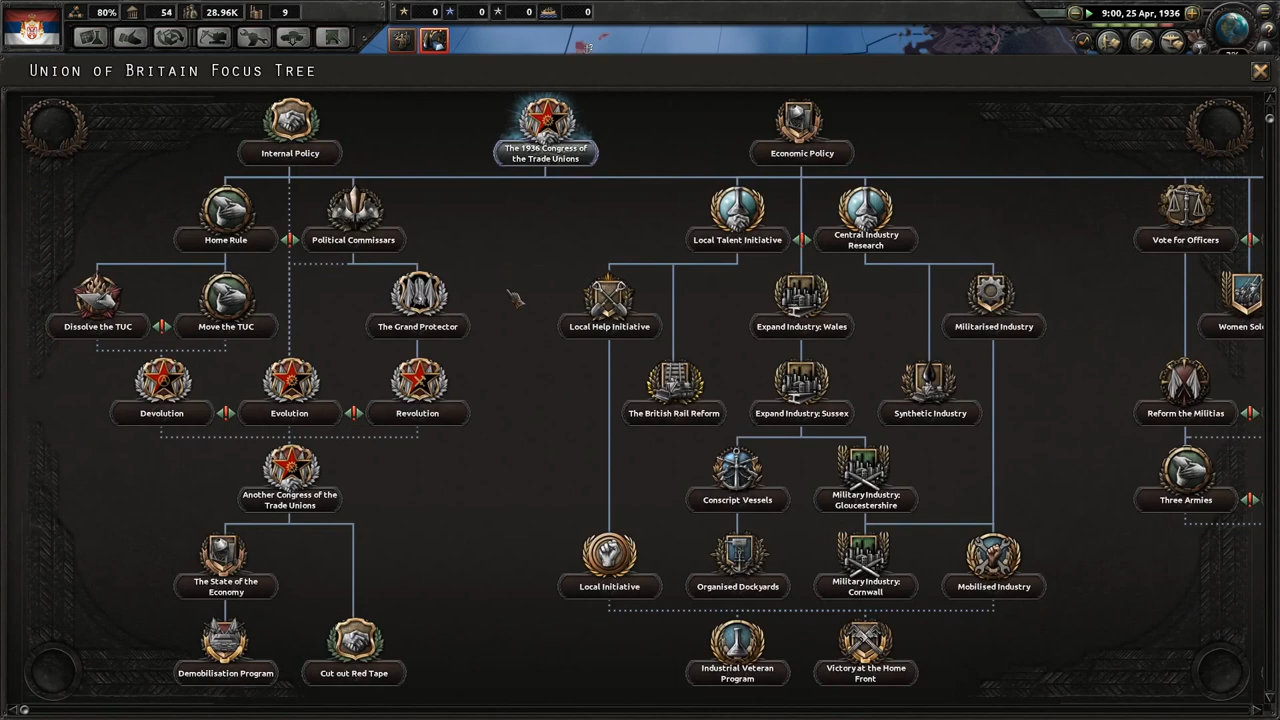 80% 54 28.96K 9 0 0 0 0 9:00, 25 Apr, 1936
Union of Britain Focus Tree
Internal Policy
The 1936 Congress of
the Trade Unions
Economic Policy
Home Rule
Political Commissars
Local Talent Initiative
Central Industry
Research
Vote for Officers
Dissolve the TUC
Move the TUC
The Grand Protector
Local Help Initiative
Expand Industry: Wales
Militarised Industry
Devolution
Evolution
Revolution
The British Rail Reform
Expand Industry: Sussex
Synthetic Industry
Reform the Militias
Another Congress of the
Trade Unions
Conscript Vessels
Military Industry:
Gloucestershire
Three Armies
The State of the
Economy
Local Initiative
Organised Dockyards
Military Industry:
Cornwall
Mobilised Industry
Demobilisation Program
Cut out Red Tape
Industrial Veteran
Program
Victory at the Home
Front